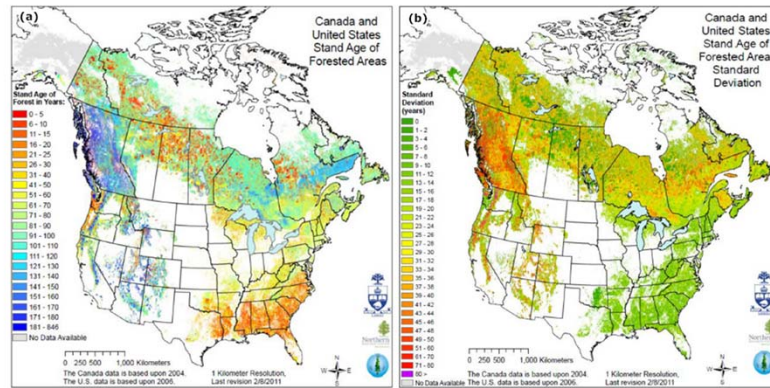 (a)
Canada and
United States
Stand Age of
Forested Areas
Stand Age of
Forest in Years:
0 - 5
6 - 10
11 - 15
16 - 20
21 - 25
26 - 30
31 - 40
41 - 50
51 - 60
61 - 70
71 - 80
81 - 90
91 - 100
101 - 110
111 - 120
121 - 130
131 - 140
141 - 150
151 - 160
161 - 170
171 - 180
181 - 846
No Data Available
0 250 500 1,000 Kilometers
The Canada data is based upon 2004.
The U.S. data is based upon 2006.
1 Kilometer Resolution,
Last revision 2/8/2011
N
W E
S
(b)
Canada and
United States
Stand Age of
Forested Area
Standard
Deviation
Standard
Deviation
(years)
0
1 - 2
3 - 4
5 - 6
7 - 8
9 - 10
11 - 12
13 - 14
15 - 16
17 - 18
19 - 20
21 - 22
23 - 24
25 - 26
27 - 28
29 - 30
31 - 32
33 - 34
35 - 36
37 - 38
39 - 40
41 - 42
43 - 44
45 - 46
47 - 48
49 - 50
51 - 60
61 - 70
71 - 80
80 >
No Data Available
0 250 500 1,000 Kilometers
The Canada data is based upon 2004.
The U.S. data is based upon 2006.
1 Kilometer Resolution,
Last revision 2/8/2011
N
W E
S